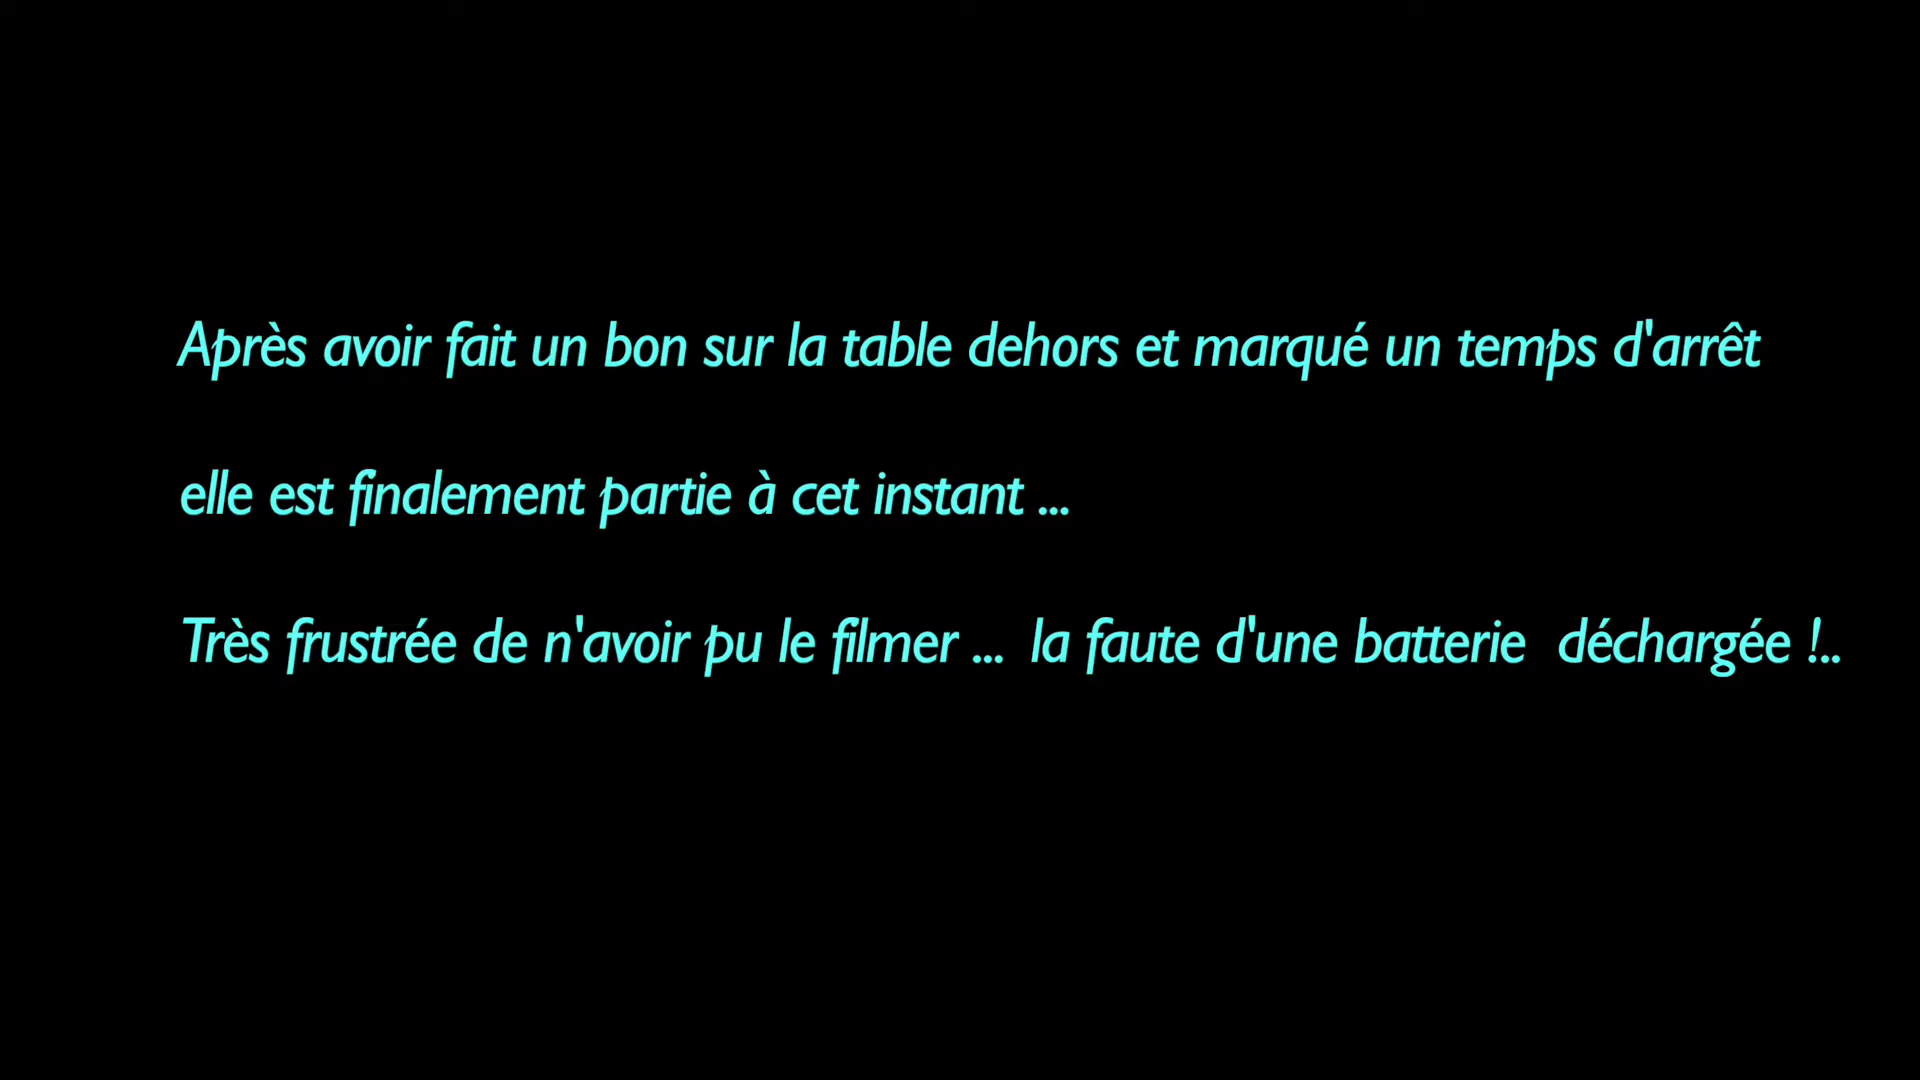 Après avoir fait un bon sur la table dehors et marqué un temps d'arrêt
elle est finalement partie à cet instant ...
Très frustrée de n'avoir pu le filmer ...  la faute d'une batterie  déchargée !..